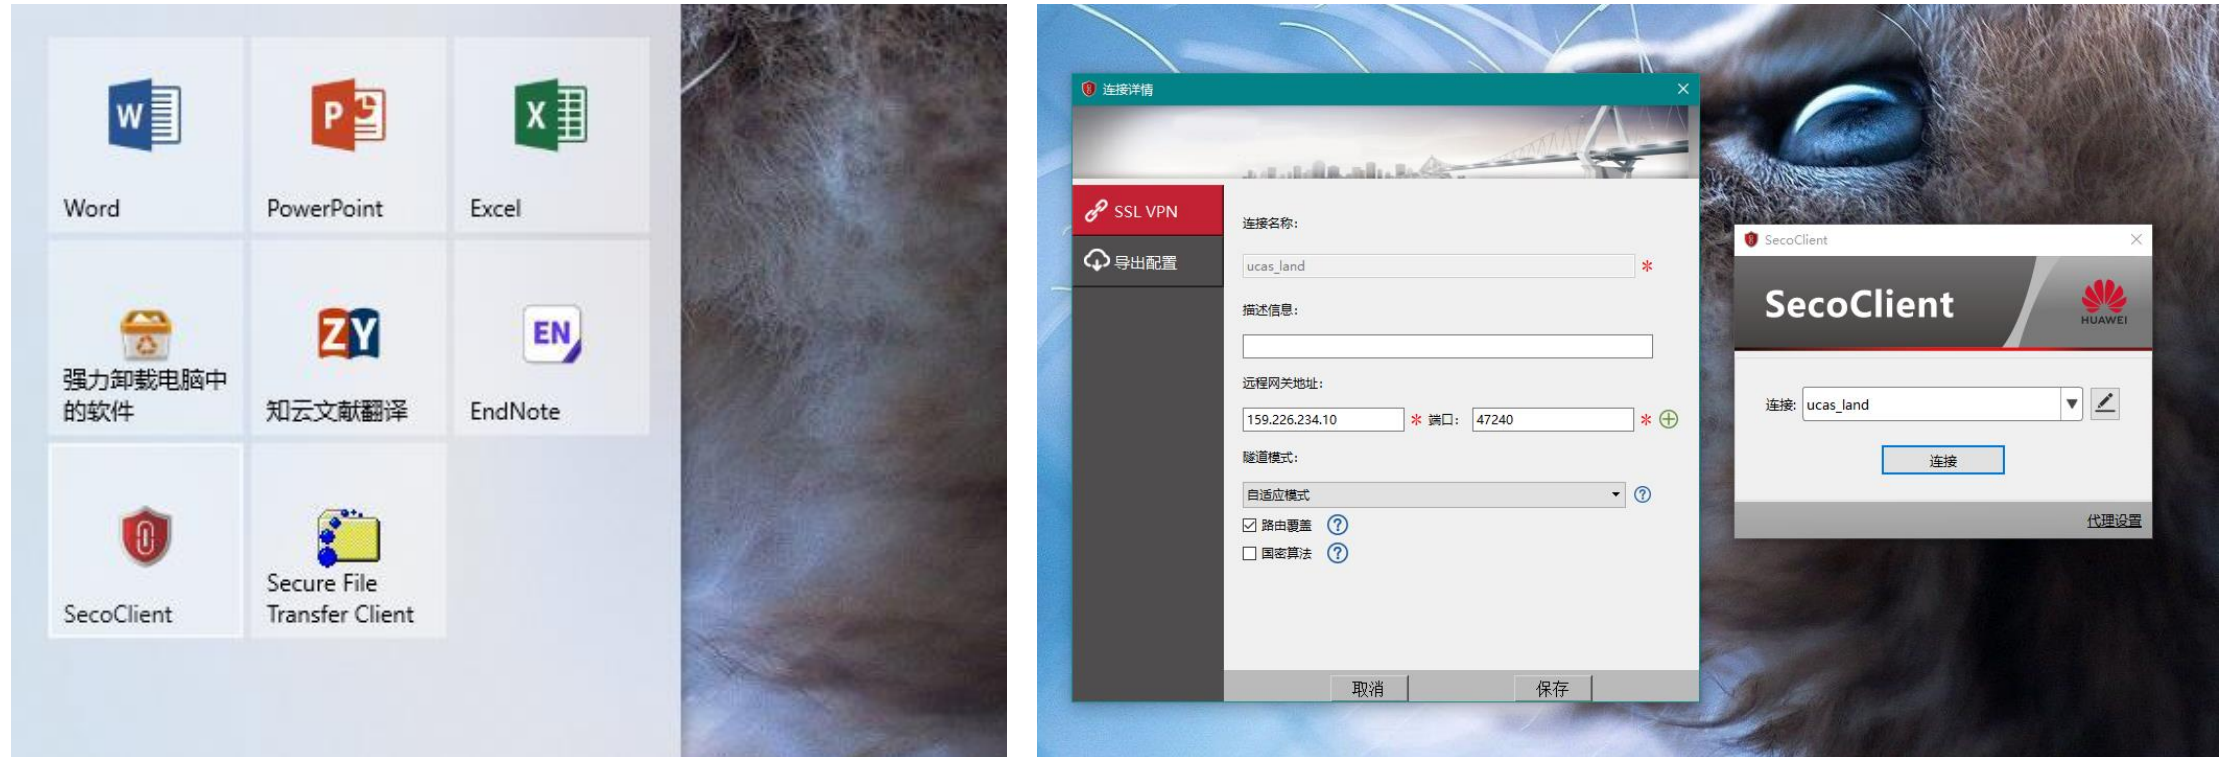 W
P
X
Word
PowerPoint
Excel
ZY
EN
强力卸载电脑中
的软件
知云文献翻译
EndNote
SecoClient
Secure File
Transfer Client
连接详情
SSL VPN
导出配置
连接名称:
ucas_land *
描述信息:
远程网关地址:
159.226.234.10 * 端口: 47240 *
隧道模式:
自适应模式 ?
路由覆盖 ?
国密算法 ?
取消 保存
SecoClient
SecoClient
HUAWEI
连接: ucas_land
连接
代理设置